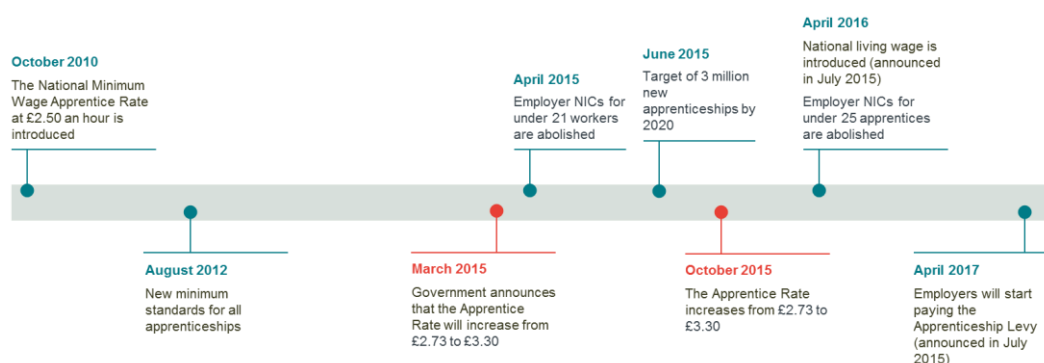 October 2010
The National Minimum
Wage Apprentice Rate
at £2.50 an hour is
introduced
April 2015
Employer NICs for
under 21 workers
are abolished
June 2015
Target of 3 million
new
apprenticeships by
2020
April 2016
National living wage is
introduced (announced
in July 2015)
Employer NICs for
under 25 apprentices
are abolished
August 2012
New minimum
standards for all
apprenticeships
March 2015
Government announces
that the Apprentice
Rate will increase from
£2.73 to £3.30
October 2015
The Apprentice Rate
increases from £2.73 to
£3.30
April 2017
Employers will start
paying the
Apprenticeship Levy
(announced in July
2015)